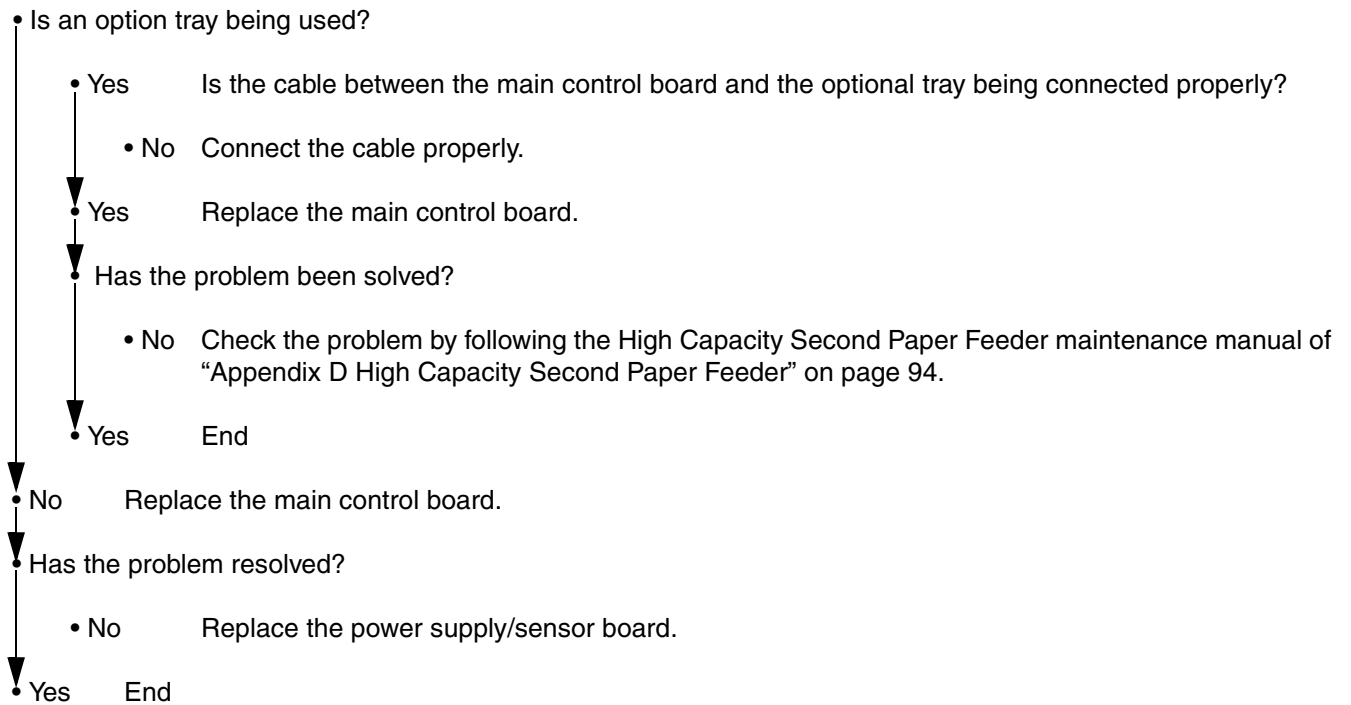 • Is an option tray being used?
• Yes Is the cable between the main control board and the optional tray being connected properly?
• No Connect the cable properly.
• Yes Replace the main control board.
• Has the problem been solved?
• No Check the problem by following the High Capacity Second Paper Feeder maintenance manual of
“Appendix D High Capacity Second Paper Feeder” on page 94.
• Yes End
• No Replace the main control board.
• Has the problem resolved?
• No Replace the power supply/sensor board.
• Yes End